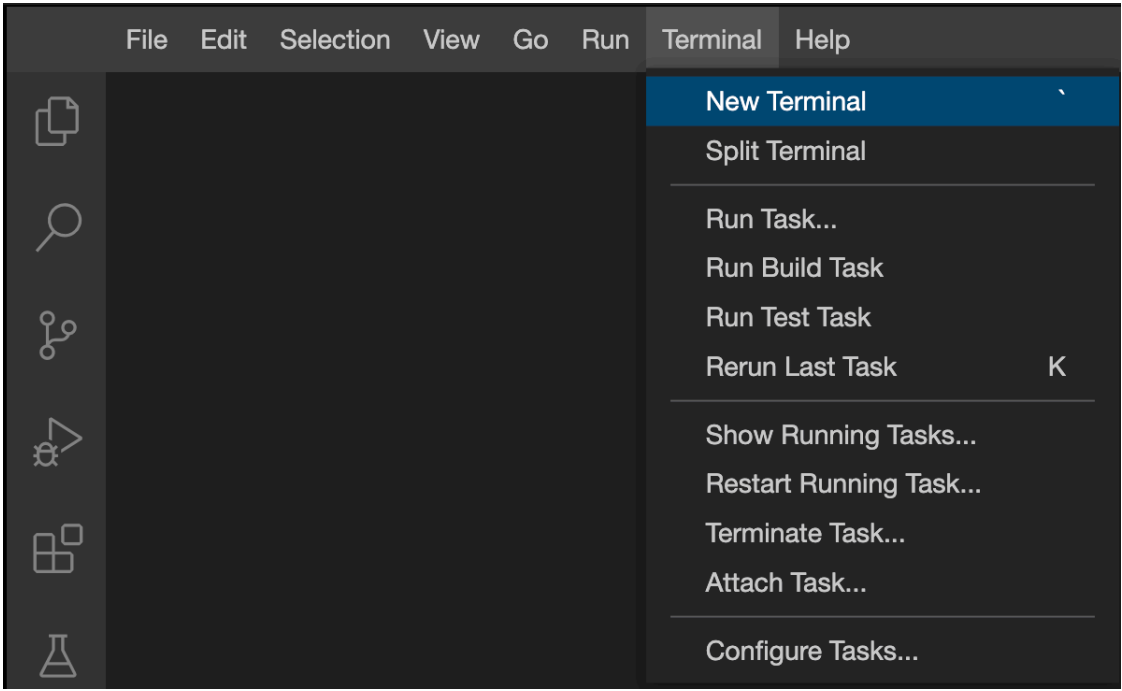 File Edit Selection View Go Run Terminal Help
New Terminal `
Split Terminal
Run Task...
Run Build Task
Run Test Task
Rerun Last Task K
Show Running Tasks...
Restart Running Task...
Terminate Task...
Attach Task...
Configure Tasks...